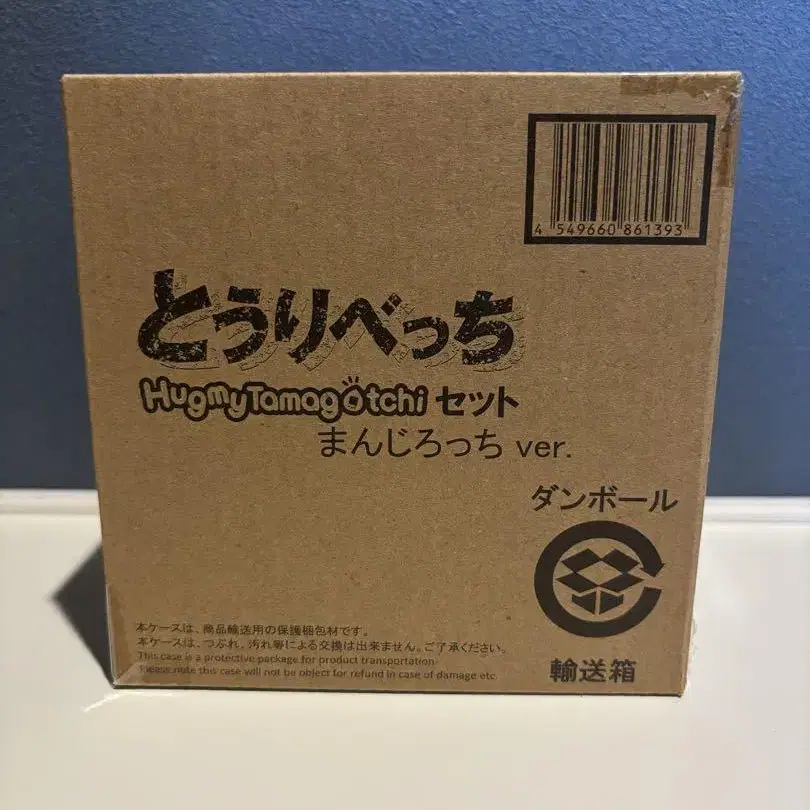 4 549660 861393
とうりべっち
HugmyTamagotchi セット
まんじろっち ver.
ダンボール
輸送箱
本ケースは、商品輸送用の保護梱包材です。
本ケースは、つぶれ、汚れ等による交換は出来ません。ご了承ください。
This case is a protective package for product transportation
Please note this case will not be object for refund in case of damage etc.